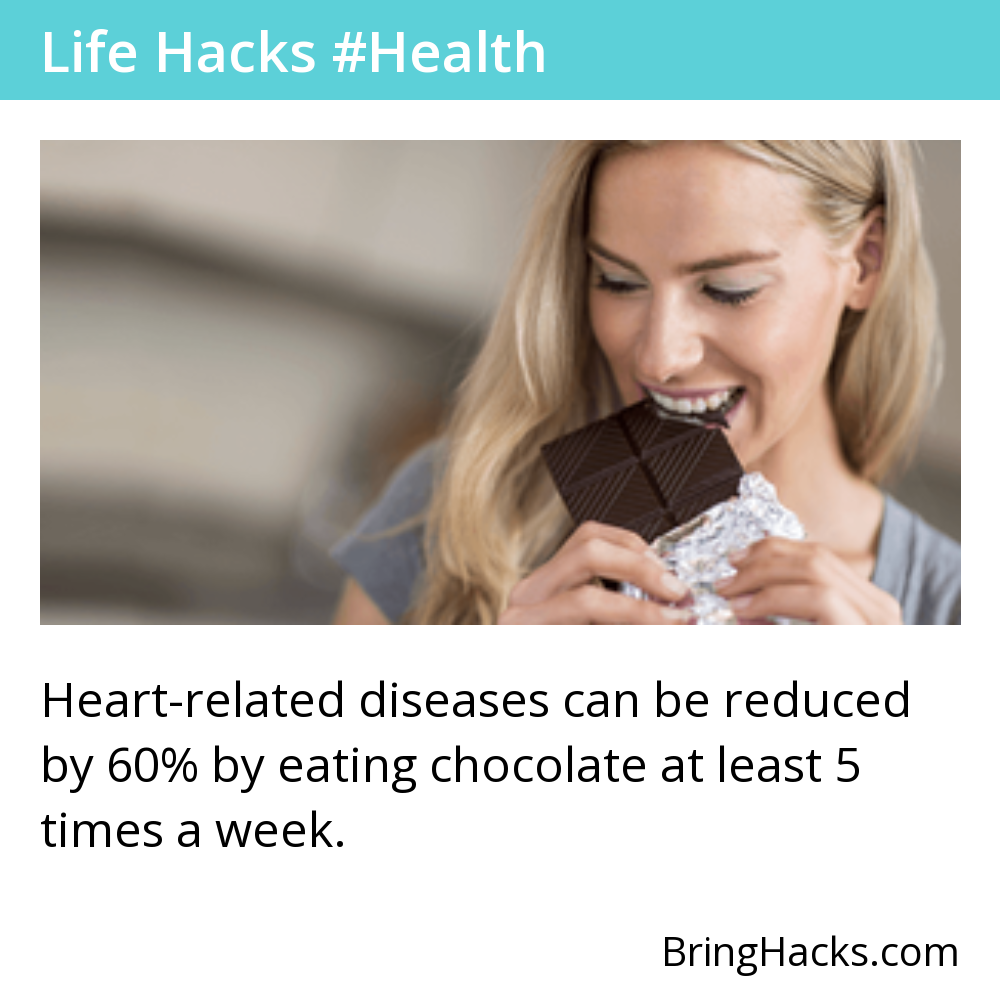 Life Hacks #Health
Heart-related diseases can be reduced
by 60% by eating chocolate at least 5
times a week.
BringHacks.com